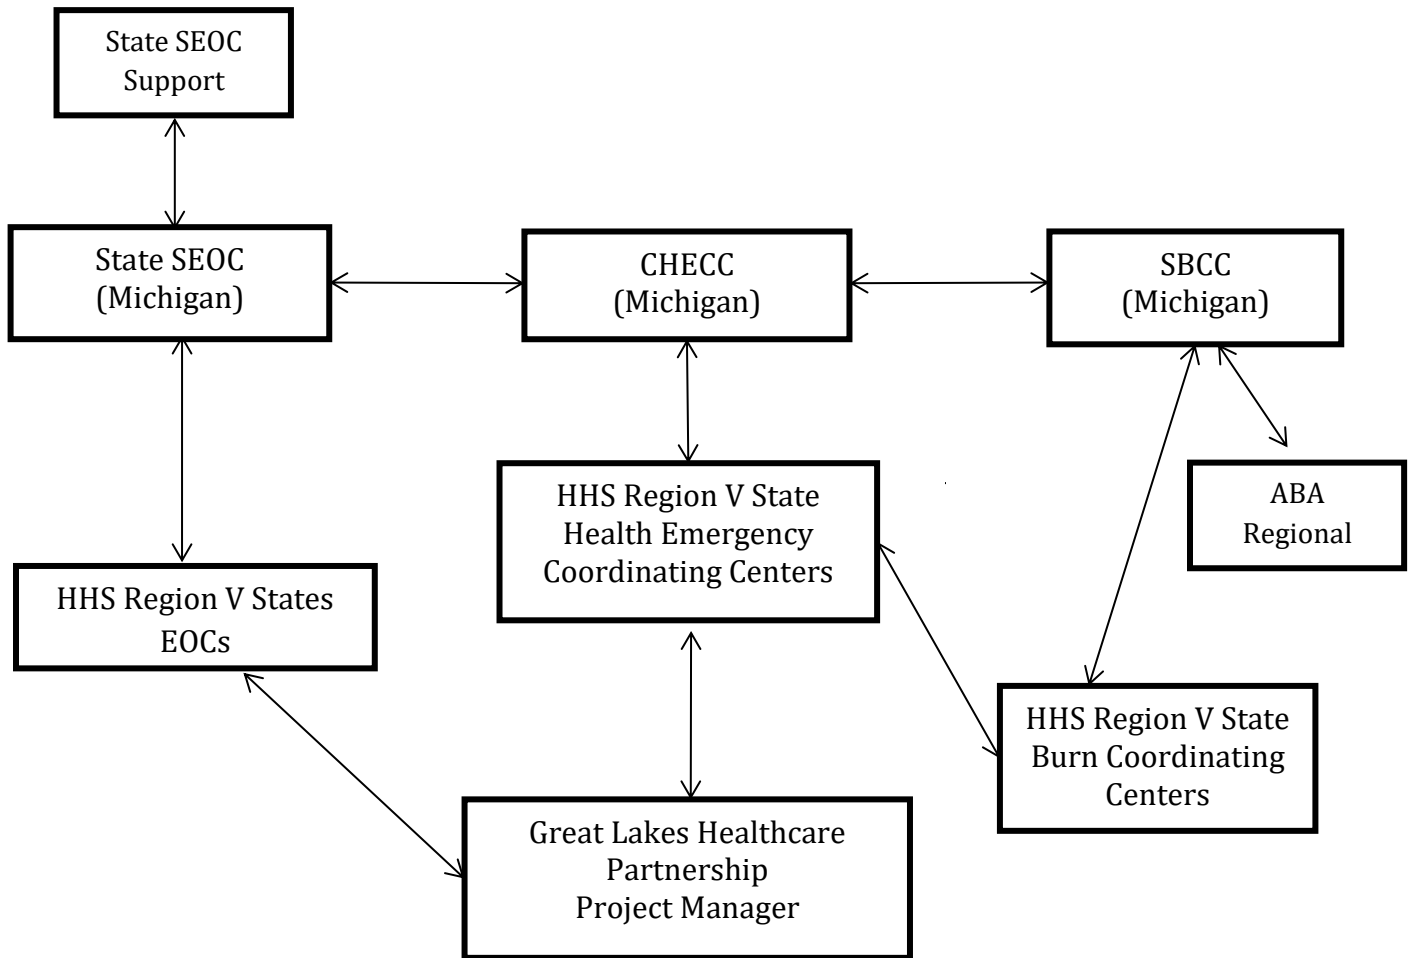 State SEOC
Support
State SEOC
(Michigan)
CHECC
(Michigan)
SBCC
(Michigan)
HHS Region V State
Health Emergency
Coordinating Centers
ABA
Regional
HHS Region V States
EOCs
HHS Region V State
Burn Coordinating
Centers
Great Lakes Healthcare
Partnership
Project Manager